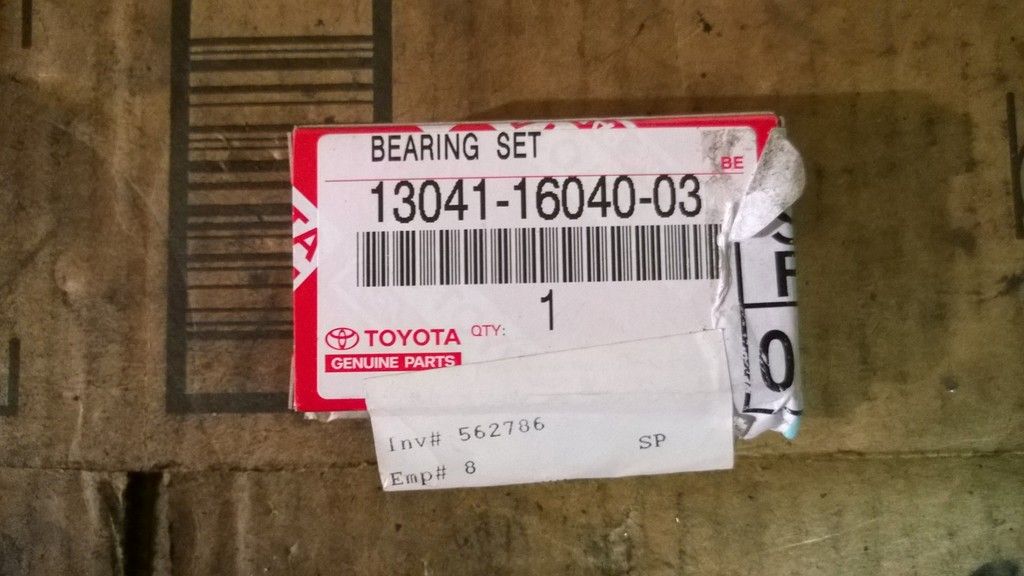 BEARING SET
BE
13041-16040-03
1
TOYOTA QTY:
GENUINE PARTS
Inv# 562786
SP
Emp# 8